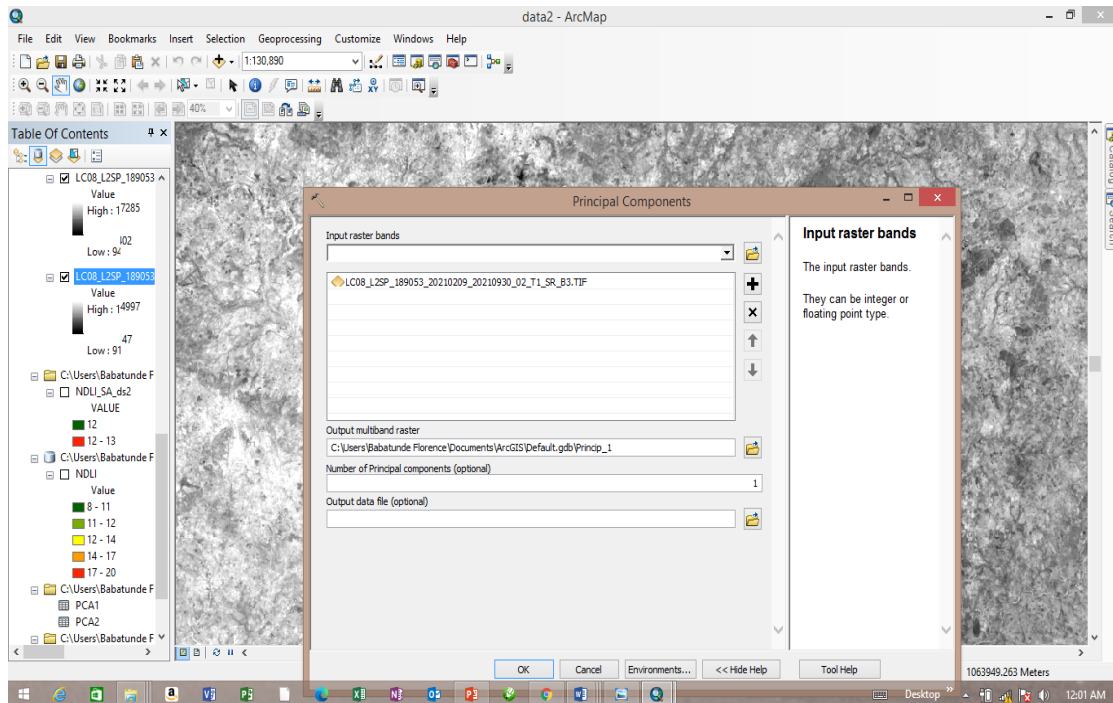 data2 - ArcMap
File Edit View Bookmarks Insert Selection Geoprocessing Customize Windows Help
1:130,890
40%
Table Of Contents
LC08_L2SP_189053
Value
High : 17285
402
Low : 94
LC08_L2SP_189053
Value
High : 14997
47
Low : 91
C:\Users\Babatunde F
NDLI_SA_ds2
VALUE
12
12 - 13
C:\Users\Babatunde F
NDLI
Value
8 - 11
11 - 12
12 - 14
14 - 17
17 - 20
C:\Users\Babatunde F
PCA1
PCA2
C:\Users\Babatunde F
Principal Components
Input raster bands
LC08_L2SP_189053_20210209_20210930_02_T1_SR_B3.TIF
Output multiband raster
C:\Users\Babatunde Florence\Documents\ArcGIS\Default.gdb\Princip_1
Number of Principal components (optional)
1
Output data file (optional)
OK Cancel Environments... << Hide Help Tool Help
Input raster bands
The input raster bands.
They can be integer or
floating point type.
Catalog
Search
1063949.263 Meters
Desktop
12:01 AM